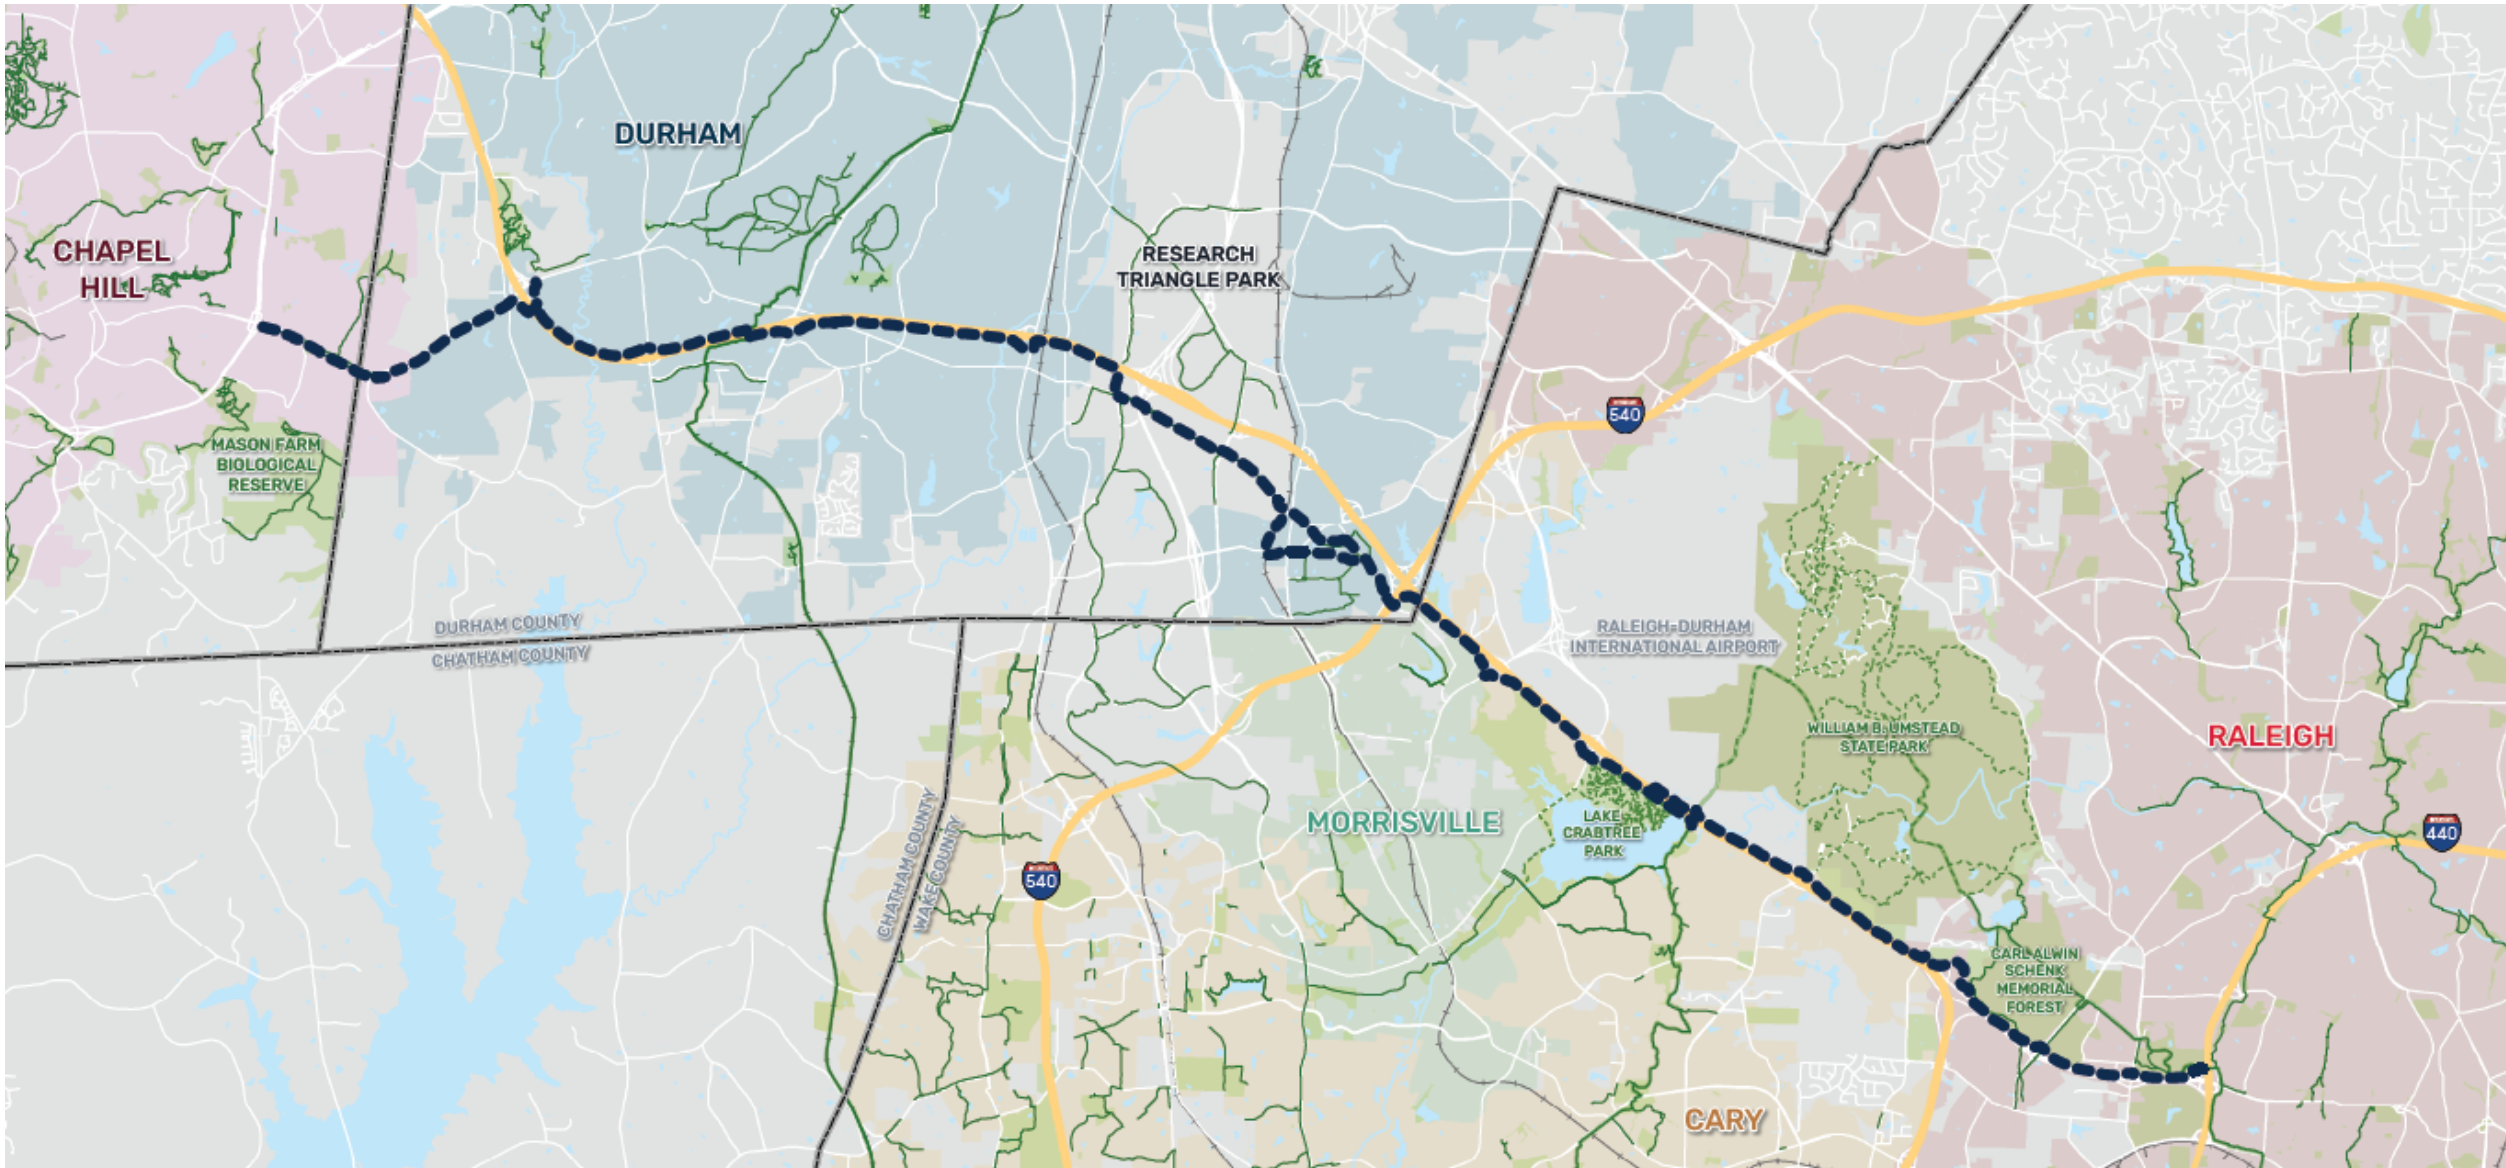 DURHAM
CHAPEL
HILL
RESEARCH
TRIANGLE PARK
540
MASON FARM
BIOLOGICAL
RESERVE
DURHAM COUNTY
CHATHAM COUNTY
RALEIGH-DURHAM
INTERNATIONAL AIRPORT
WILLIAM B. UMSTEAD
STATE PARK
RALEIGH
CHATHAM COUNTY
WAKE COUNTY
MORRISVILLE
LAKE
CRABTREE
PARK
440
540
CARL ALWIN
SCHENK
MEMORIAL
FOREST
CARY